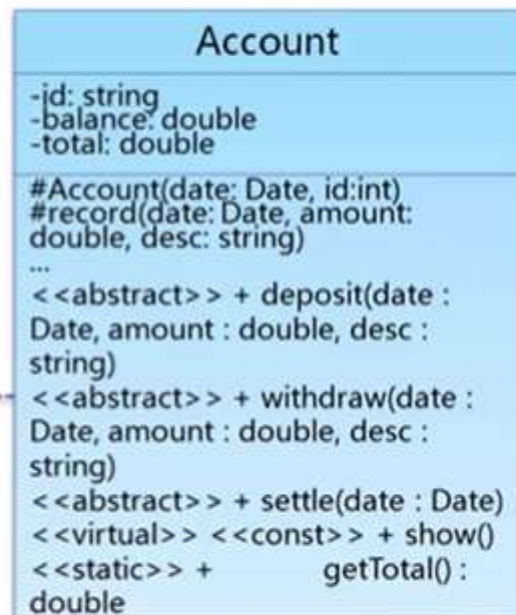 Account
-id: string
-balance: double
-total: double
#Account(date: Date, id:int)
#record(date: Date, amount:
double, desc: string)
...
<<abstract>> + deposit(date :
Date, amount : double, desc :
string)
<<abstract>> + withdraw(date :
Date, amount : double, desc :
string)
<<abstract>> + settle(date : Date)
<<virtual>> <<const>> + show()
<<static>> + getTotal() :
double